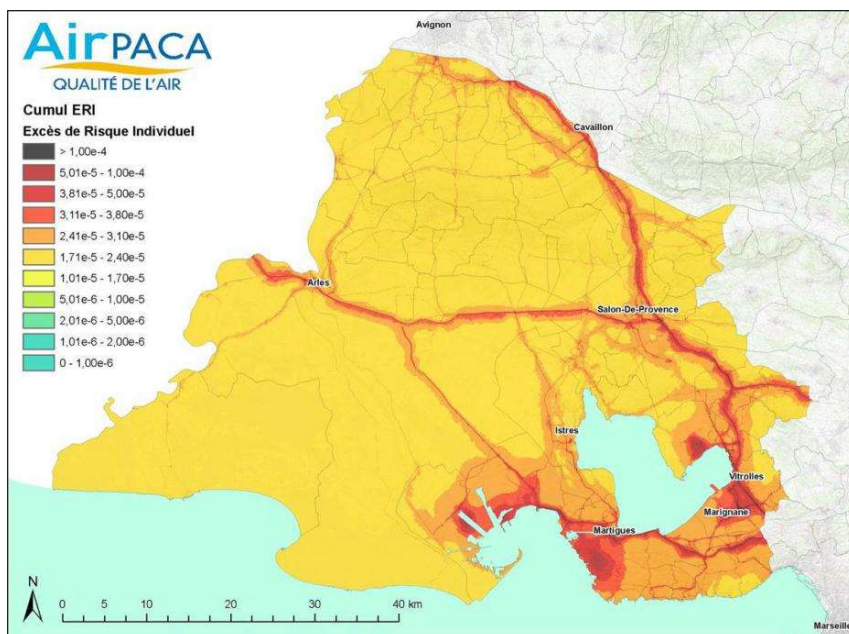 AirPACA
QUALITÉ DE L'AIR
Cumul ERI
Excès de Risque Individuel
> 1,00e-4
5,01e-5 - 1,00e-4
3,81e-5 - 5,00e-5
3,11e-5 - 3,80e-5
2,41e-5 - 3,10e-5
1,71e-5 - 2,40e-5
1,01e-5 - 1,70e-5
5,01e-6 - 1,00e-5
2,01e-6 - 5,00e-6
1,01e-6 - 2,00e-6
0 - 1,00e-6
Avignon
Cavaillon
Arles
Salon-De-Provence
Istres
Vitrolles
Marignane
Martigues
Marseille
N
0 10 20 30 40 km